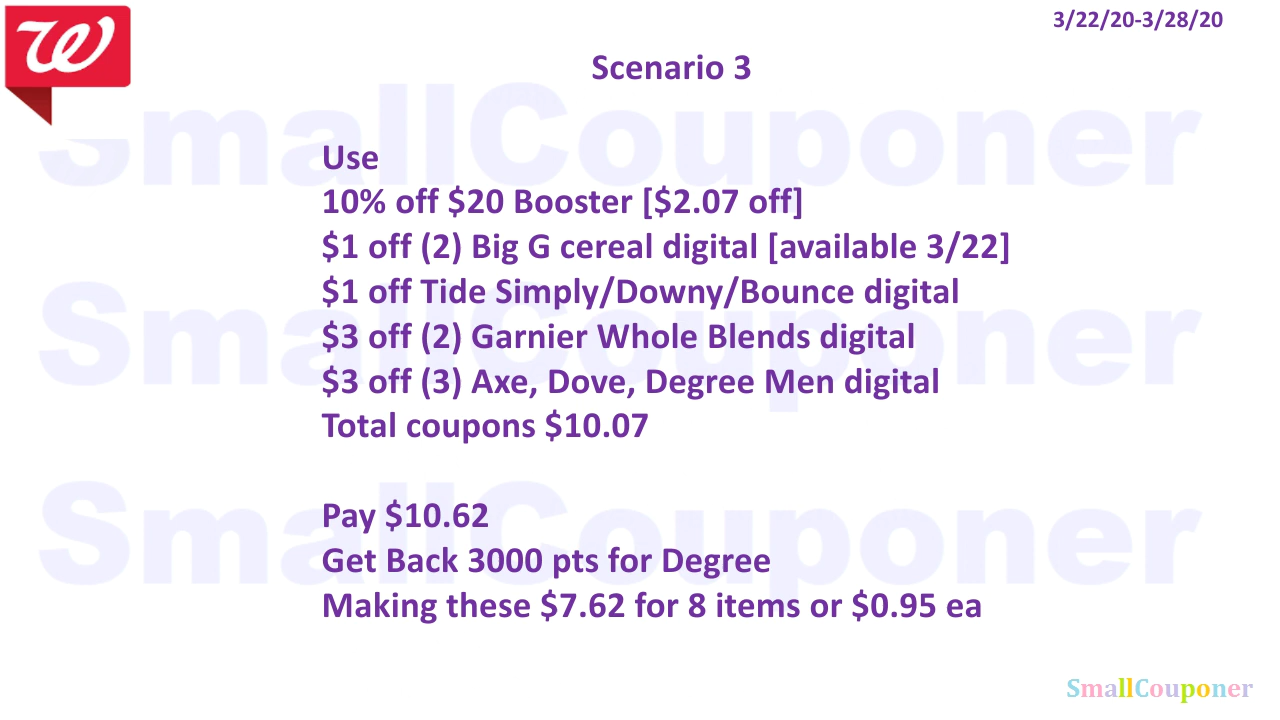 3/22/20-3/28/20
W
Scenario 3
Use
10% off $20 Booster [$2.07 off]
$1 off (2) Big G cereal digital [available 3/22]
$1 off Tide Simply/Downy/Bounce digital
$3 off (2) Garnier Whole Blends digital
$3 off (3) Axe, Dove, Degree Men digital
Total coupons $10.07
Pay $10.62
Get Back 3000 pts for Degree
Making these $7.62 for 8 items or $0.95 ea
SmallCouponer
SmallCouponer
SmallCouponer
SmallCouponer